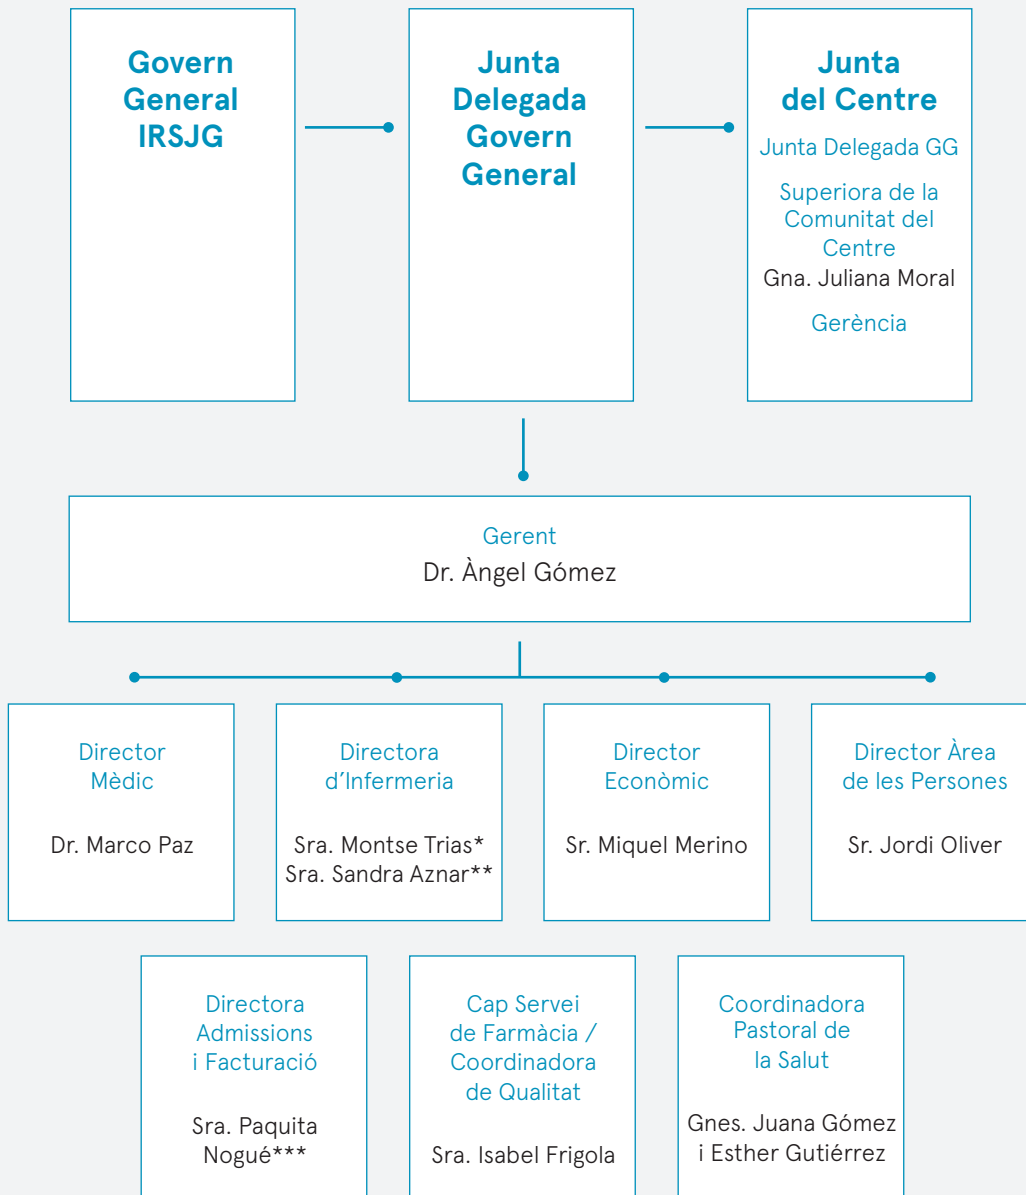 Govern
General
IRSJG
Junta
Delegada
Govern
General
Junta
del Centre
Junta Delegada GG
Superiora de la
Comunitat del
Centre
Gna. Juliana Moral
Gerència
Gerent
Dr. Àngel Gómez
Director
Mèdic
Dr. Marco Paz
Directora
d’Infermeria
Sra. Montse Trias*
Sra. Sandra Aznar**
Director
Econòmic
Sr. Miquel Merino
Director Àrea
de les Persones
Sr. Jordi Oliver
Directora
Admissions
i Facturació
Sra. Paquita
Nogué***
Cap Servei
de Farmàcia /
Coordinadora
de Qualitat
Sra. Isabel Frigola
Coordinadora
Pastoral de
la Salut
Gnes. Juana Gómez
i Esther Gutiérrez